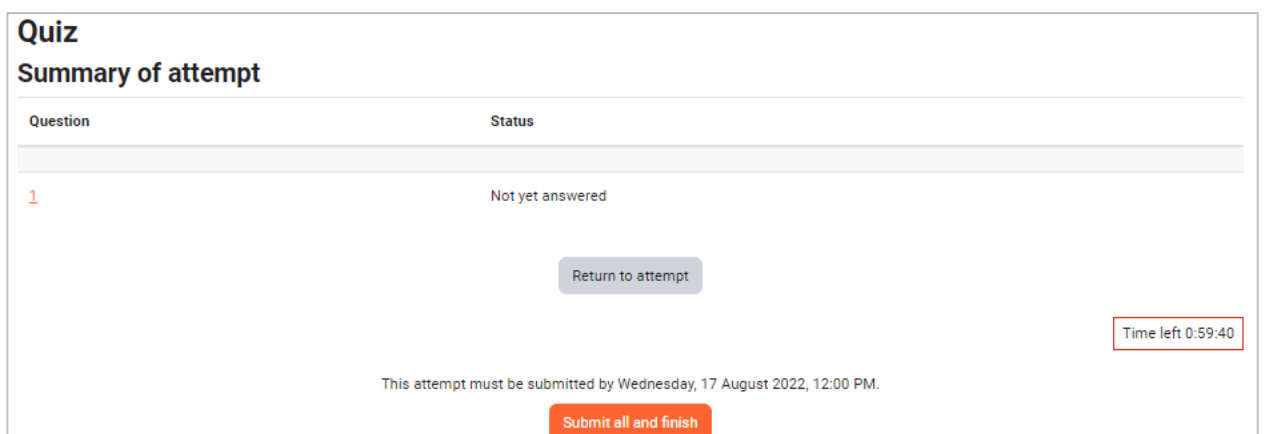 Quiz
Summary of attempt
Question Status
1 Not yet answered
Return to attempt
Time left 0:59:40
This attempt must be submitted by Wednesday, 17 August 2022, 12:00 PM.
Submit all and finish